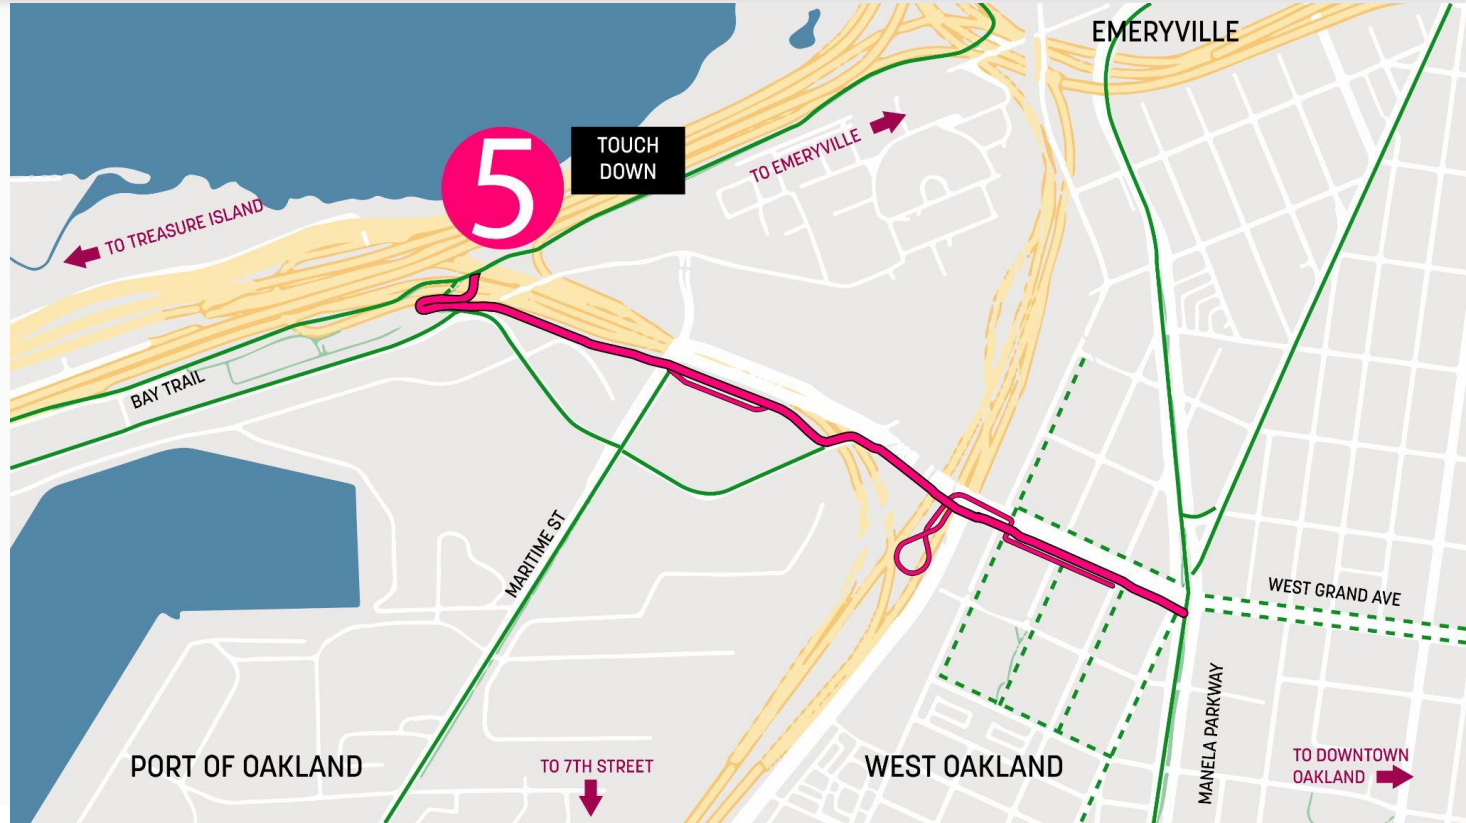 EMERYVILLE
5
TOUCH
DOWN
TO EMERYVILLE
TO TREASURE ISLAND
BAY TRAIL
MARITIME ST
WEST GRAND AVE
MANELA PARKWAY
PORT OF OAKLAND
TO 7TH STREET
WEST OAKLAND
TO DOWNTOWN
OAKLAND